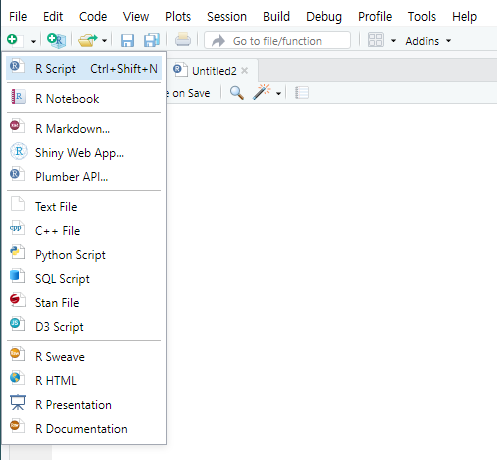 File Edit Code View Plots Session Build Debug Profile Tools Help
Go to file/function Addins
R Script Ctrl+Shift+N
Untitled2
R Notebook
e on Save
R Markdown...
Shiny Web App...
Plumber API...
Text File
C++ File
Python Script
SQL Script
Stan File
D3 Script
R Sweave
R HTML
R Presentation
R Documentation